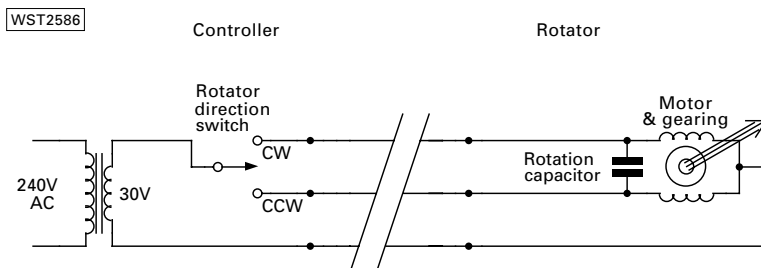 WST2586
Controller
Rotator
Rotator
direction
switch
CW
CCW
240V
AC
30V
Rotation
capacitor
Motor
& gearing